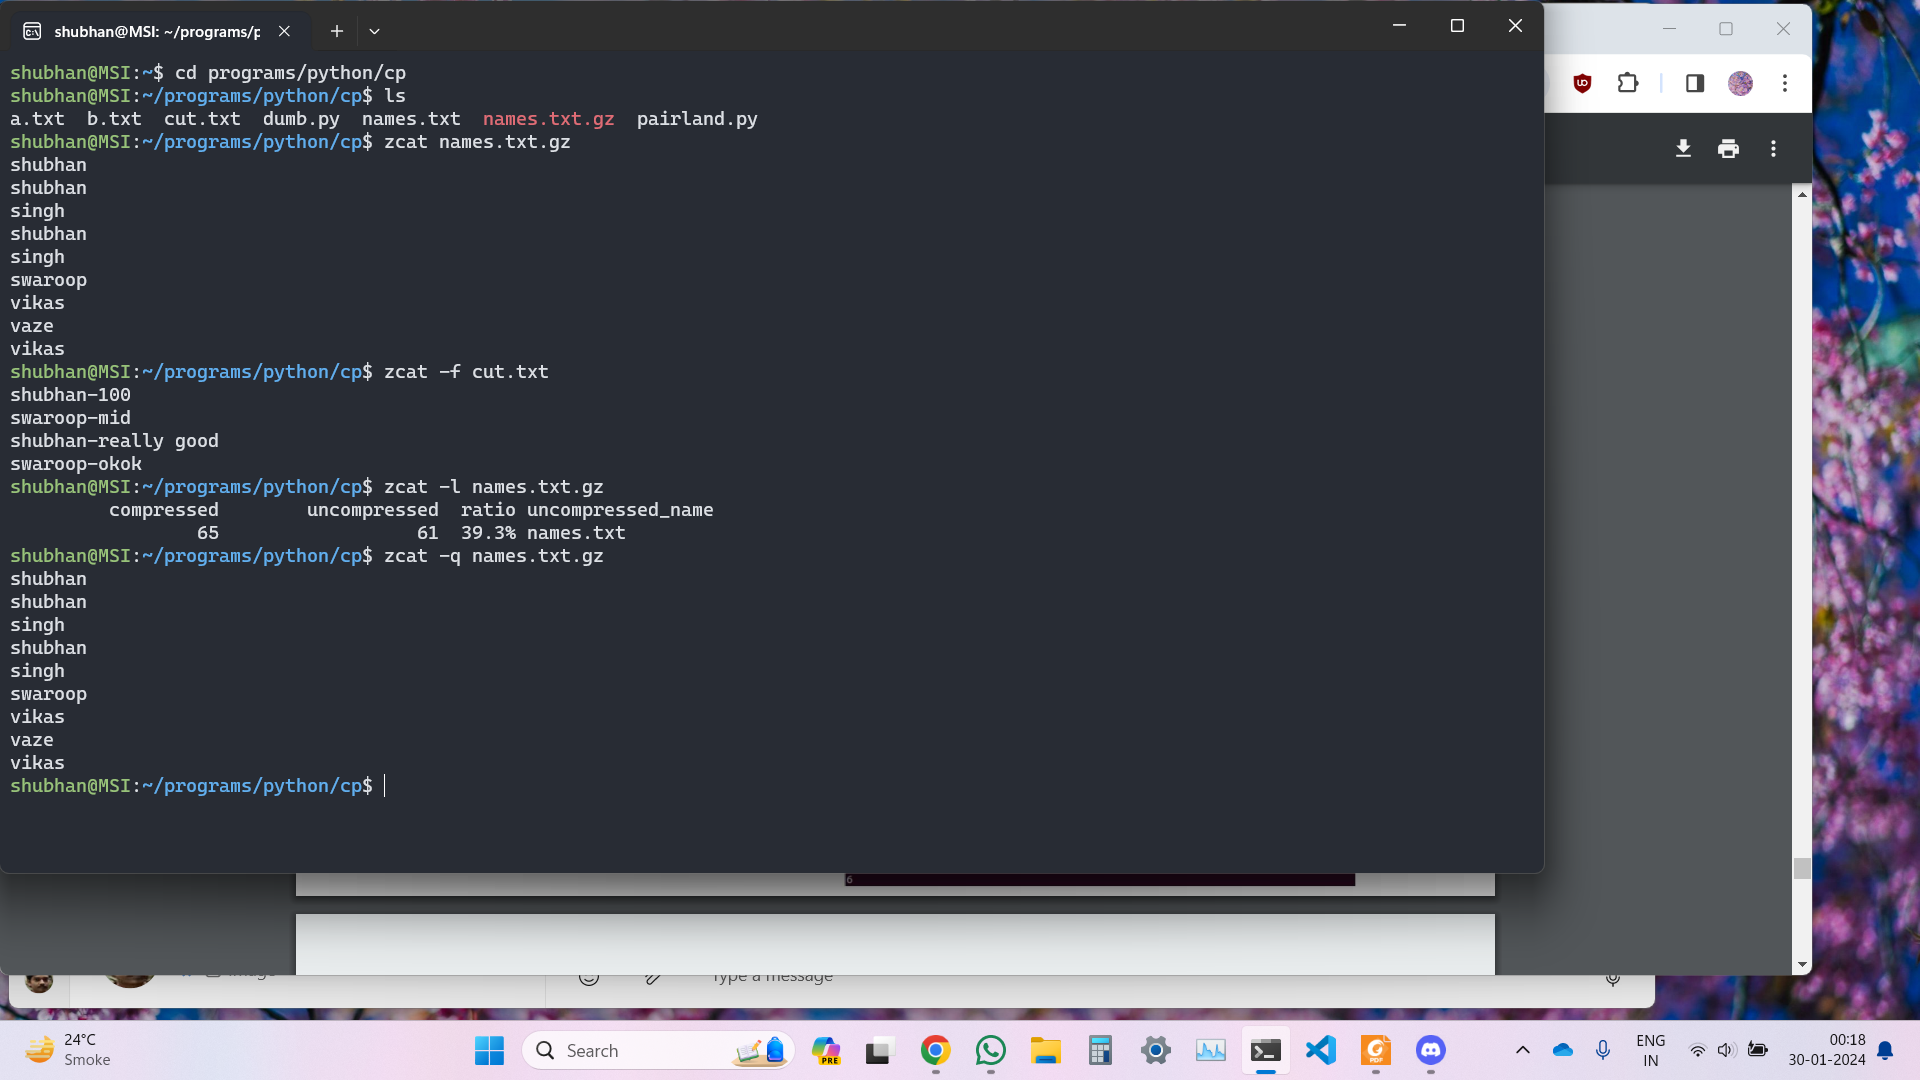 shubhan@MSI: ~/programs/p
shubhan@MSI:~$ cd programs/python/cp
shubhan@MSI:~/programs/python/cp$ ls
a.txt  b.txt  cut.txt  dumb.py  names.txt  names.txt.gz  pairland.py
shubhan@MSI:~/programs/python/cp$ zcat names.txt.gz
shubhan
shubhan
singh
shubhan
singh
swaroop
vikas
vaze
vikas
shubhan@MSI:~/programs/python/cp$ zcat -f cut.txt
shubhan-100
swaroop-mid
shubhan-really good
swaroop-okok
shubhan@MSI:~/programs/python/cp$ zcat -l names.txt.gz
compressed        uncompressed  ratio uncompressed_name
65                  61  39.3% names.txt
shubhan@MSI:~/programs/python/cp$ zcat -q names.txt.gz
shubhan
shubhan
singh
shubhan
singh
swaroop
vikas
vaze
vikas
shubhan@MSI:~/programs/python/cp$
6
Image
Type a message
24°C
Smoke
Search
PRE
PDF
ENG
IN
00:18
30-01-2024